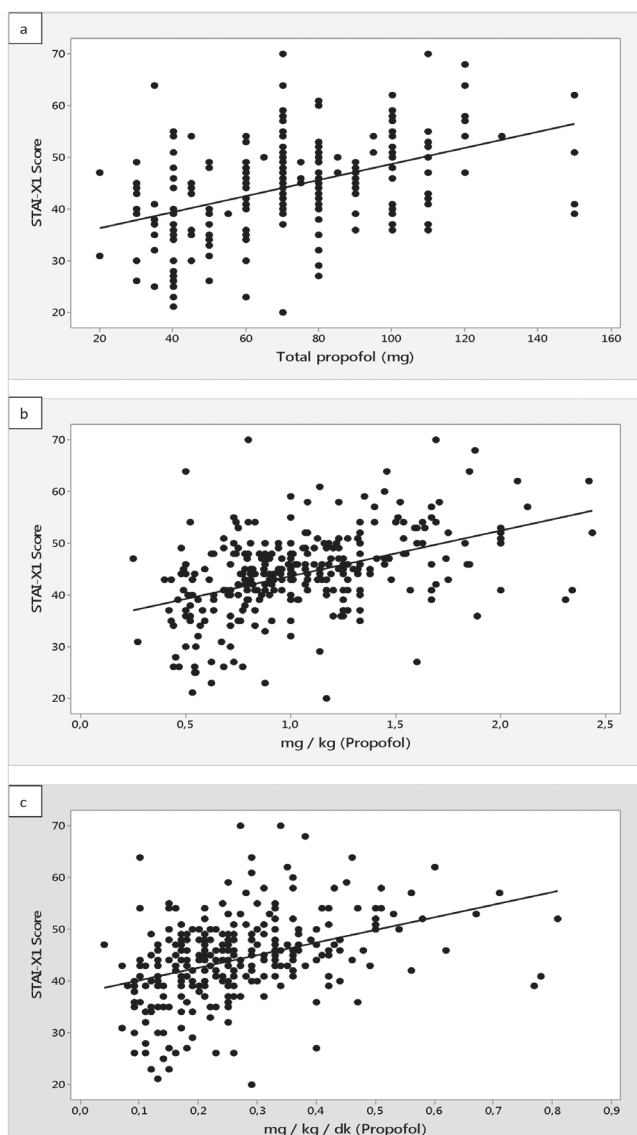 a
70
60
50
40
30
20
STAI-X1 Score
20 40 60 80 100 120 140 160
Total propofol (mg)
b
70
60
50
40
30
20
STAI-X1 Score
0,0 0,5 1,0 1,5 2,0 2,5
mg / kg (Propofol)
c
70
60
50
40
30
20
STAI-X1 Score
0,0 0,1 0,2 0,3 0,4 0,5 0,6 0,7 0,8 0,9
mg / kg / dk (Propofol)